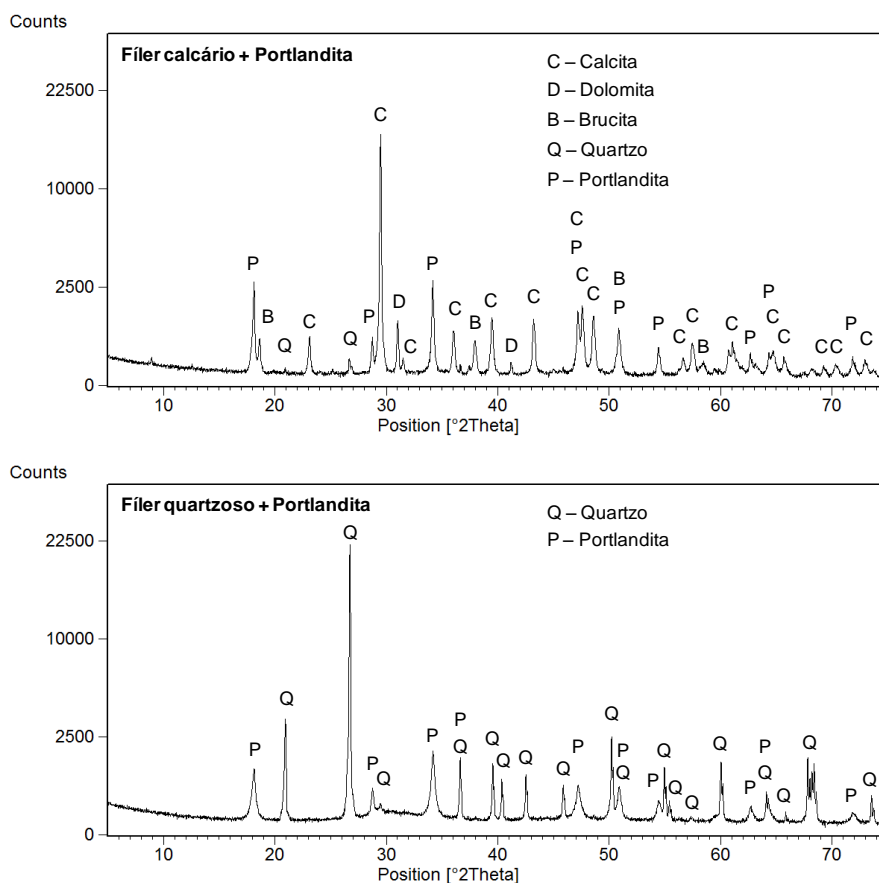 Counts
Fíler calcário + Portlandita
C – Calcita
D – Dolomita
B – Brucita
Q – Quartzo
P – Portlandita
22500
10000
2500
0
P
B
Q
C
Q
P
C
D
C
P
C
B
C
D
C
C
P
C
C
B
P
P
C
C
B
C
P
P
C
C
C
C
P
C
10 20 30 40 50 60 70
Position [°2Theta]
Counts
Fíler quartzoso + Portlandita
Q – Quartzo
P – Portlandita
22500
10000
2500
0
P
Q
Q
P
Q
P
P
Q
Q
Q
Q
Q
P
Q
P
Q
P
Q
Q
Q
Q
P
P
Q
Q
Q
P
Q
10 20 30 40 50 60 70
Position [°2Theta]